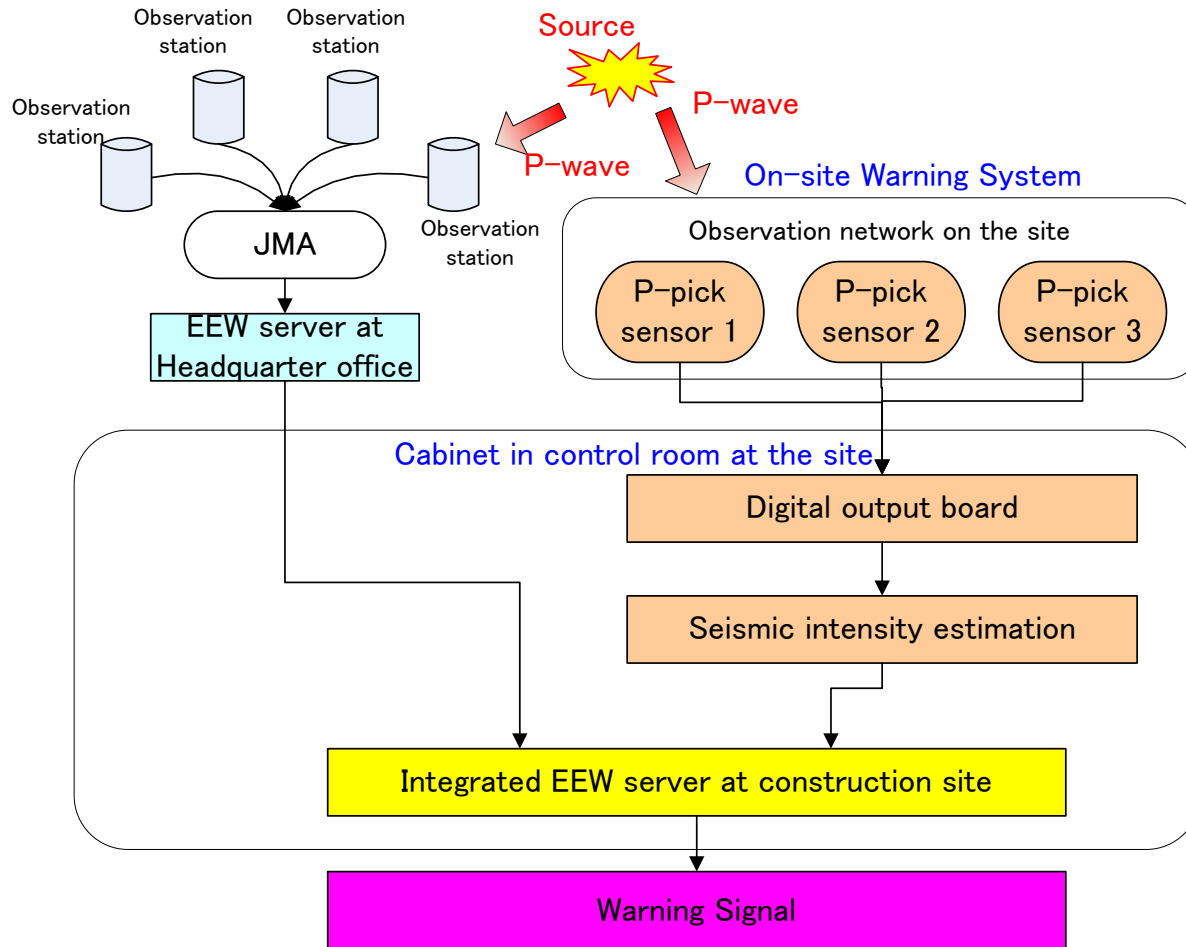 Observation
station
Observation
station
Source
Observation
station
P-wave
P-wave
On-site Warning System
Observation
station
JMA
Observation network on the site
P-pick
sensor 1
P-pick
sensor 2
P-pick
sensor 3
EEW server at
Headquarter office
Cabinet in control room at the site
Digital output board
Seismic intensity estimation
Integrated EEW server at construction site
Warning Signal